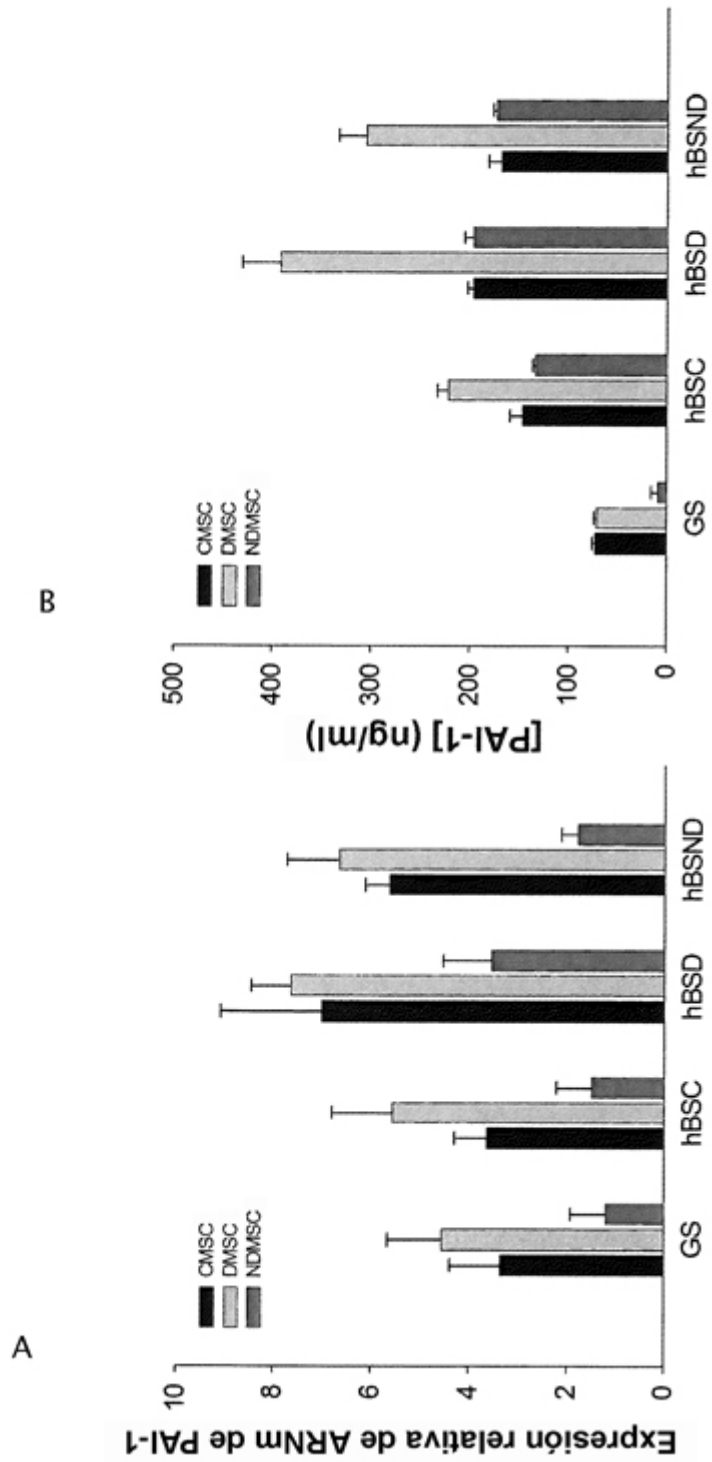 A
Expresión relativa de ARNm de PAI-1
10
8
6
4
2
0
CMSC
DMSC
NDMSC
GS
hBSC
hBSD
hBSND
B
[PAI-1] (ng/ml)
500
400
300
200
100
0
CMSC
DMSC
NDMSC
GS
hBSC
hBSD
hBSND